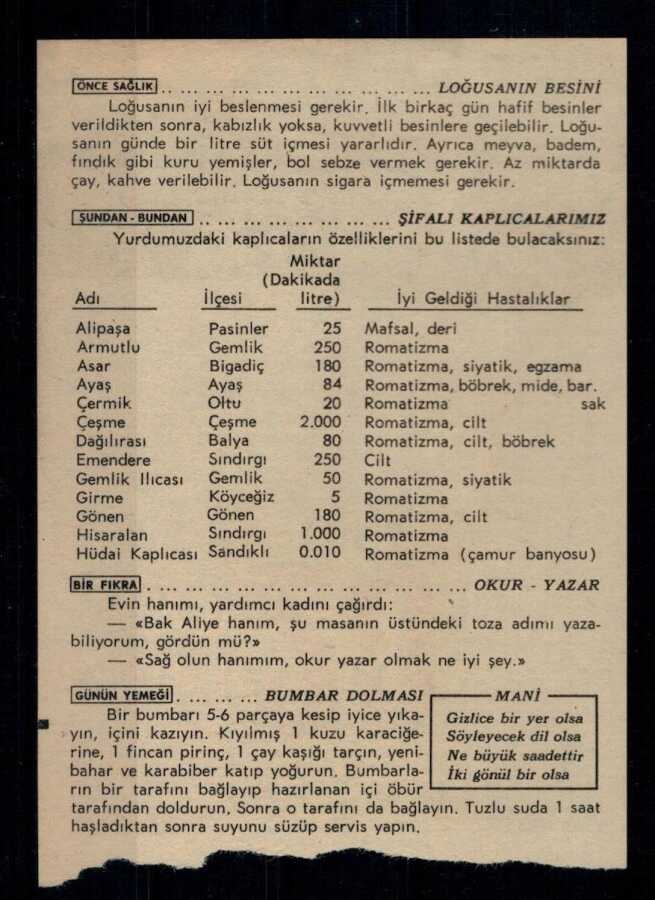 ÖNCE SAĞLIK .. ... ... ... ... ... ... ... ... ... ... LOĞUSANIN BESİNİ
Loğusanın iyi beslenmesi gerekir. İlk birkaç gün hafif besinler
verildikten sonra, kabızlık yoksa, kuvvetli besinlere geçilebilir. Loğu-
sanın günde bir litre süt içmesi yararlıdır. Ayrıca meyva, badem,
fındık gibi kuru yemişler, bol sebze vermek gerekir. Az miktarda
çay, kahve verilebilir. Loğusanın sigara içmemesi gerekir.
ŞUNDAN - BUNDAN .. ... ... ... ... ... ... ... ŞİFALI KAPLICALARIMIZ
Yurdumuzdaki kaplıcaların özelliklerini bu listede bulacaksınız:
Miktar
(Dakikada
Adı İlçesi litre) İyi Geldiği Hastalıklar
Alipaşa Pasinler 25 Mafsal, deri
Armutlu Gemlik 250 Romatizma
Asar Bigadiç 180 Romatizma, siyatik, egzama
Ayaş Ayaş 84 Romatizma, böbrek, mide, bar.
Çermik Oltu 20 Romatizma sak
Çeşme Çeşme 2.000 Romatizma, cilt
Dağılırası Balya 80 Romatizma, cilt, böbrek
Emendere Sındırgı 250 Cilt
Gemlik Ilıcası Gemlik 50 Romatizma, siyatik
Girme Köyceğiz 5 Romatizma
Gönen Gönen 180 Romatizma, cilt
Hisaralan Sındırgı 1.000 Romatizma
Hüdai Kaplıcası Sandıklı 0.010 Romatizma (çamur banyosu)
BİR FIKRA . ... ... ... ... ... ... ... ... ... ... ... ... OKUR - YAZAR
Evin hanımı, yardımcı kadını çağırdı:
— «Bak Aliye hanım, şu masanın üstündeki toza adımı yaza-
biliyorum, gördün mü?»
— «Sağ olun hanımım, okur yazar olmak ne iyi şey.»
GÜNÜN YEMEĞİ . ... ... ... BUMBAR DOLMASI
Bir bumbarı 5-6 parçaya kesip iyice yıka-
yın, içini kazıyın. Kıyılmış 1 kuzu karaciğe-
rine, 1 fincan pirinç, 1 çay kaşığı tarçın, yeni-
bahar ve karabiber katıp yoğurun. Bumbarla-
rın bir tarafını bağlayıp hazırlanan içi öbür
tarafından doldurun. Sonra o tarafını da bağlayın. Tuzlu suda 1 saat
haşladıktan sonra suyunu süzüp servis yapın.
MANİ
Gizlice bir yer olsa
Söyleyecek dil olsa
Ne büyük saadettir
İki gönül bir olsa